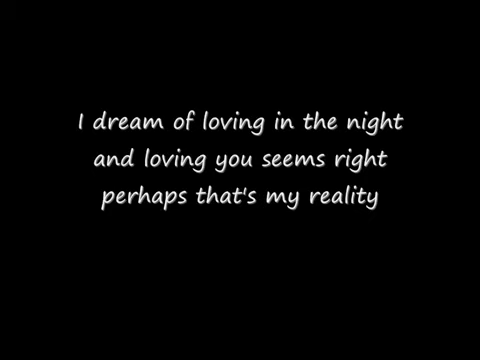 I dream of loving in the night
and loving you seems right
perhaps that's my reality